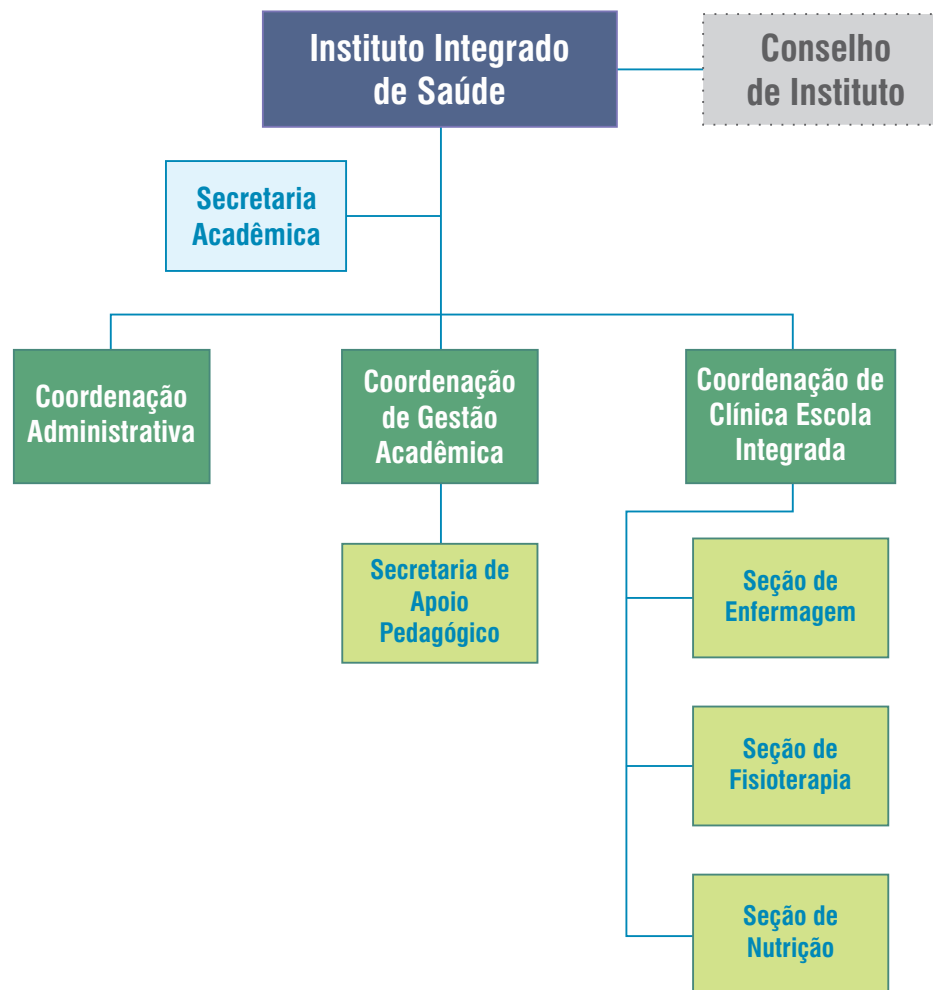 Instituto Integrado
de Saúde
Conselho
de Instituto
Secretaria
Acadêmica
Coordenação
Administrativa
Coordenação
de Gestão
Acadêmica
Coordenação de
Clínica Escola
Integrada
Secretaria de
Apoio
Pedagógico
Seção de
Enfermagem
Seção de
Fisioterapia
Seção de
Nutrição